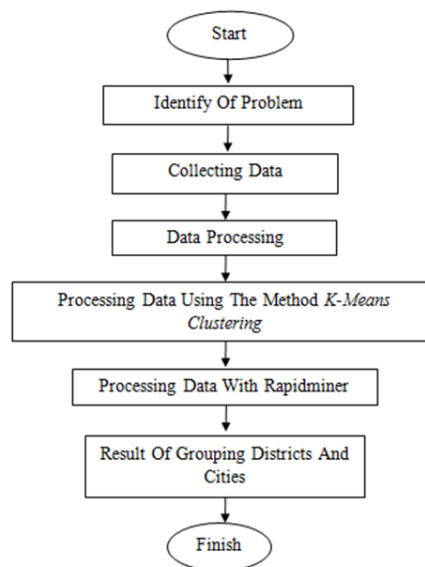 Start
Identify Of Problem
Collecting Data
Data Processing
Processing Data Using The Method K-Means
Clustering
Processing Data With Rapidminer
Result Of Grouping Districts And
Cities
Finish